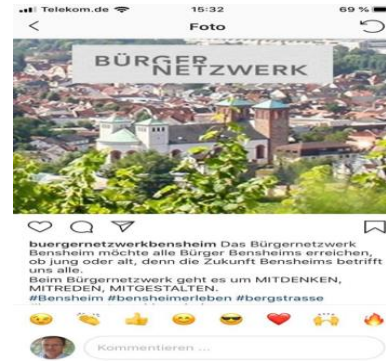 Telekom.de
15:32
69 %
Foto
BÜRGER
NETZWERK
buergernetzwerkbensheim Das Bürgernetzwerk
Bensheim möchte alle Bürger Bensheims erreichen,
ob jung oder alt, denn die Zukunft Bensheims betrifft
uns alle.
Beim Bürgernetzwerk geht es um MITDENKEN,
MITREDEN, MITGESTALTEN.
#Bensheim #bensheimerleben #bergstrasse
Kommentieren ...